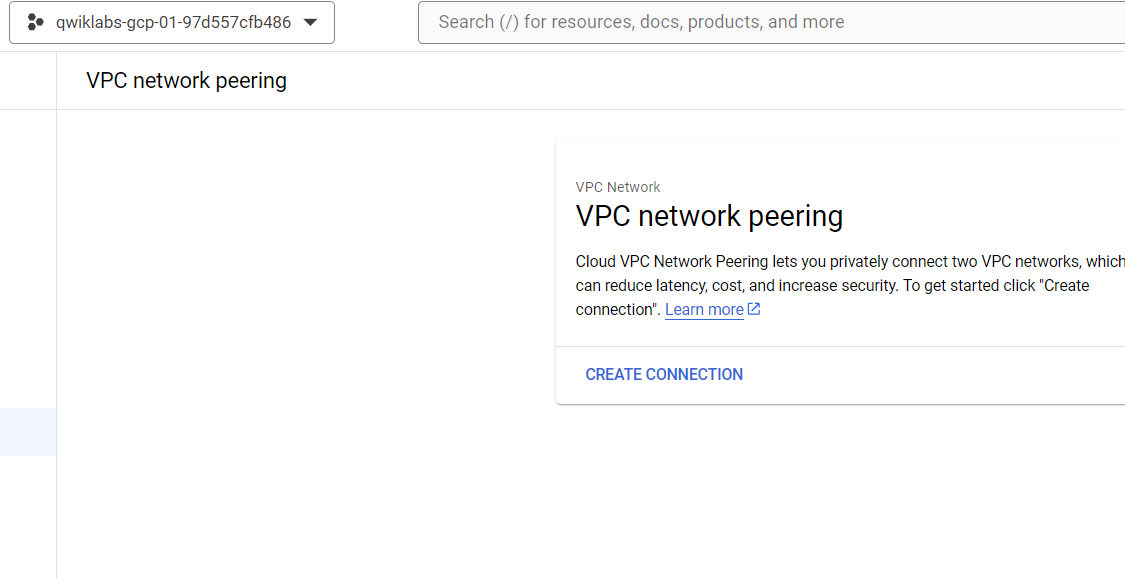 qwiklabs-gcp-01-97d557cfb486
Search (/) for resources, docs, products, and more
VPC network peering
VPC Network
VPC network peering
Cloud VPC Network Peering lets you privately connect two VPC networks, which
can reduce latency, cost, and increase security. To get started click "Create
connection". Learn more
CREATE CONNECTION